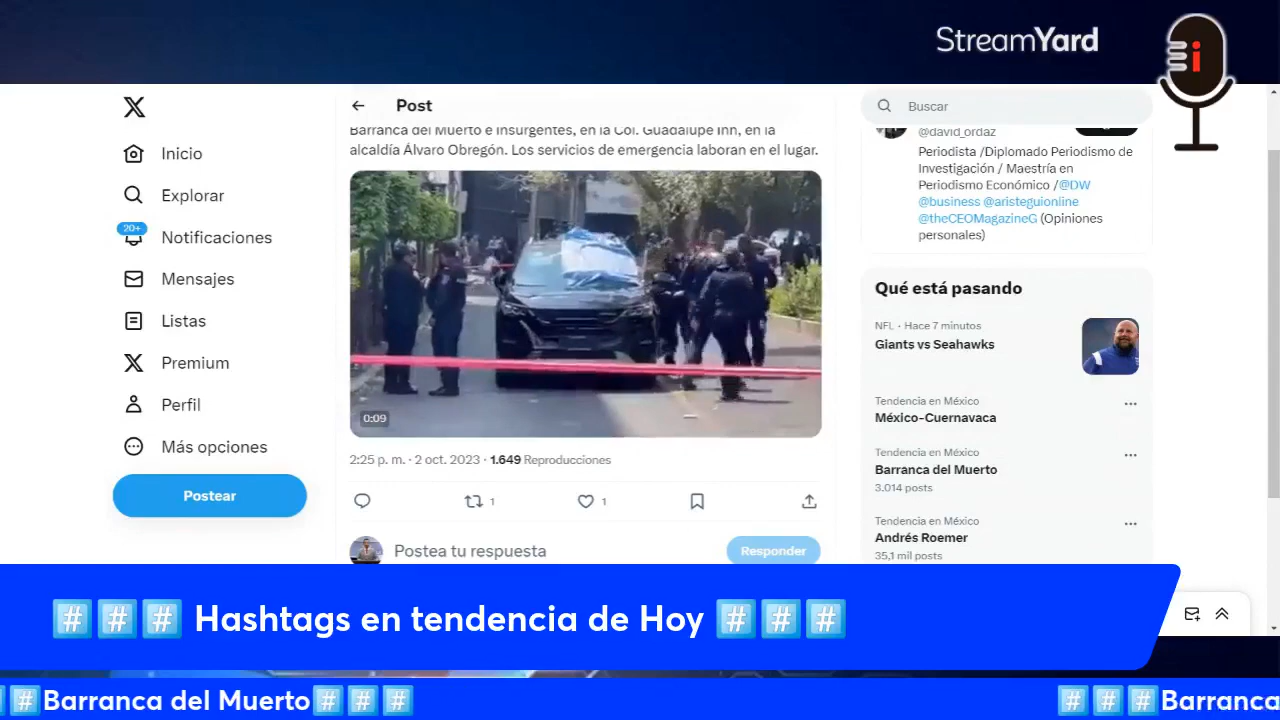 StreamYard
Post
Buscar
Barranca del Muerto e Insurgentes, en la Col. Guadalupe Inn, en la
alcaldía Álvaro Obregón. Los servicios de emergencia laboran en el lugar.
Inicio
Explorar
20+
Notificaciones
Mensajes
Listas
Premium
Perfil
Más opciones
Postear
0:09
2:25 p. m. · 2 oct. 2023 · 1.649 Reproducciones
1
1
Postea tu respuesta
Responder
@david_ordaz
Periodista /Diplomado Periodismo de
Investigación / Maestría en
Periodismo Económico /@DW
@business @aristeguionline
@theCEOMagazineG (Opiniones
personales)
Qué está pasando
NFL · Hace 7 minutos
Giants vs Seahawks
Tendencia en México
México-Cuernavaca
Tendencia en México
Barranca del Muerto
3.014 posts
Tendencia en México
Andrés Roemer
35,1 mil posts
### Hashtags en tendencia de Hoy ###
#Barranca del Muerto### ###Barranca